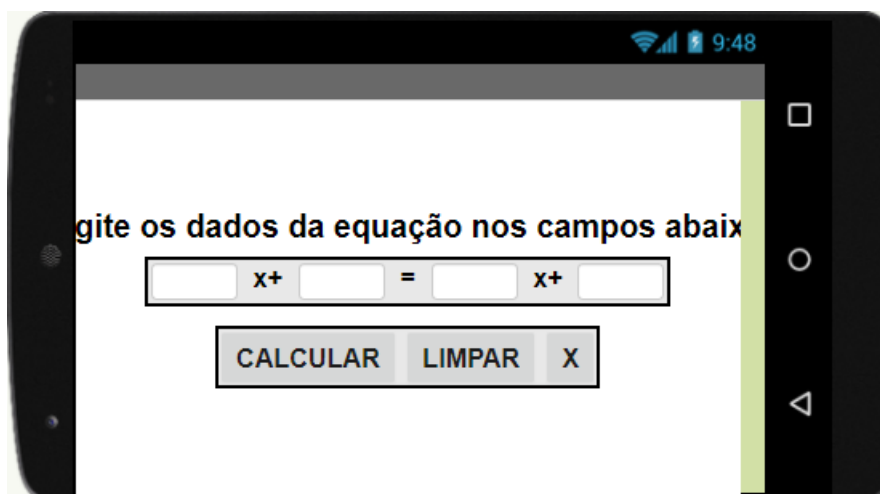 9:48
gite os dados da equação nos campos abaix
x+ = x+
CALCULAR LIMPAR X